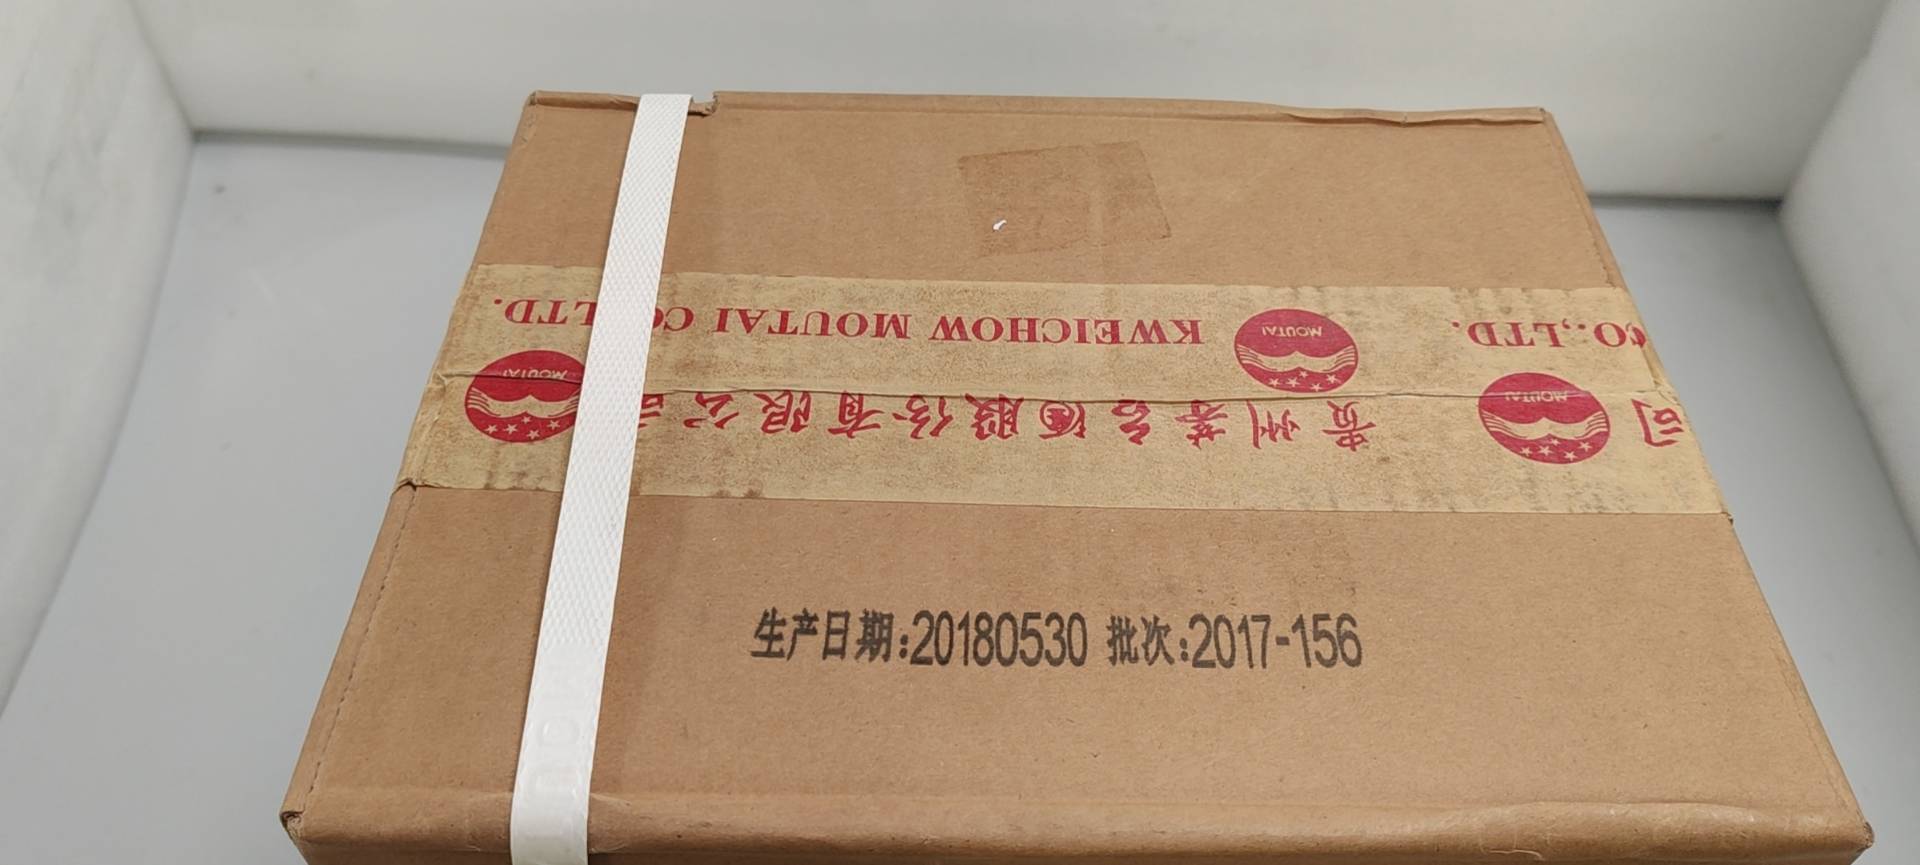 KWEICHOW MOUTAI CO LTD.
CO.,LTD.
MOUTAI
MOUTAI
MOUTAI
贵州茅台酒股份有限公司
司
生产日期:20180530 批次:2017-156